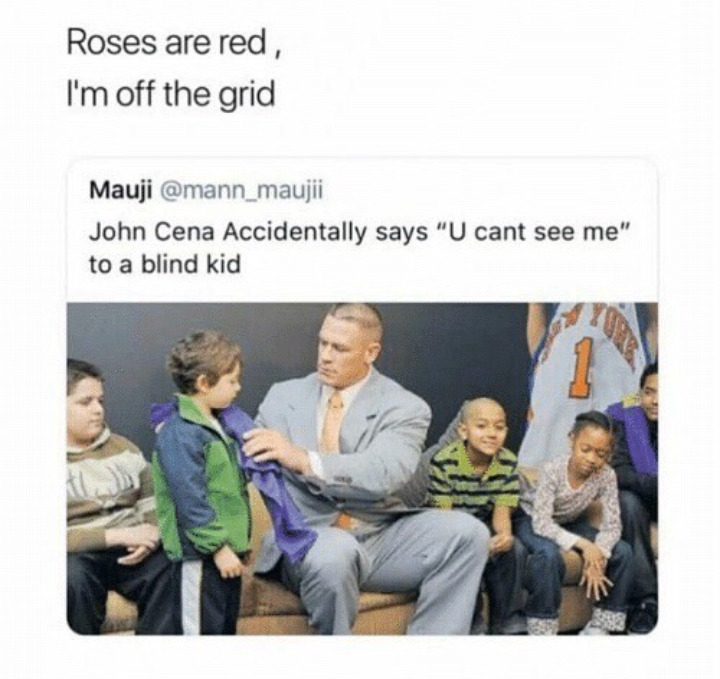 Roses are red ,
I'm off the grid
Mauji @mann_maujii
John Cena Accidentally says "U cant see me"
to a blind kid
YORK
1